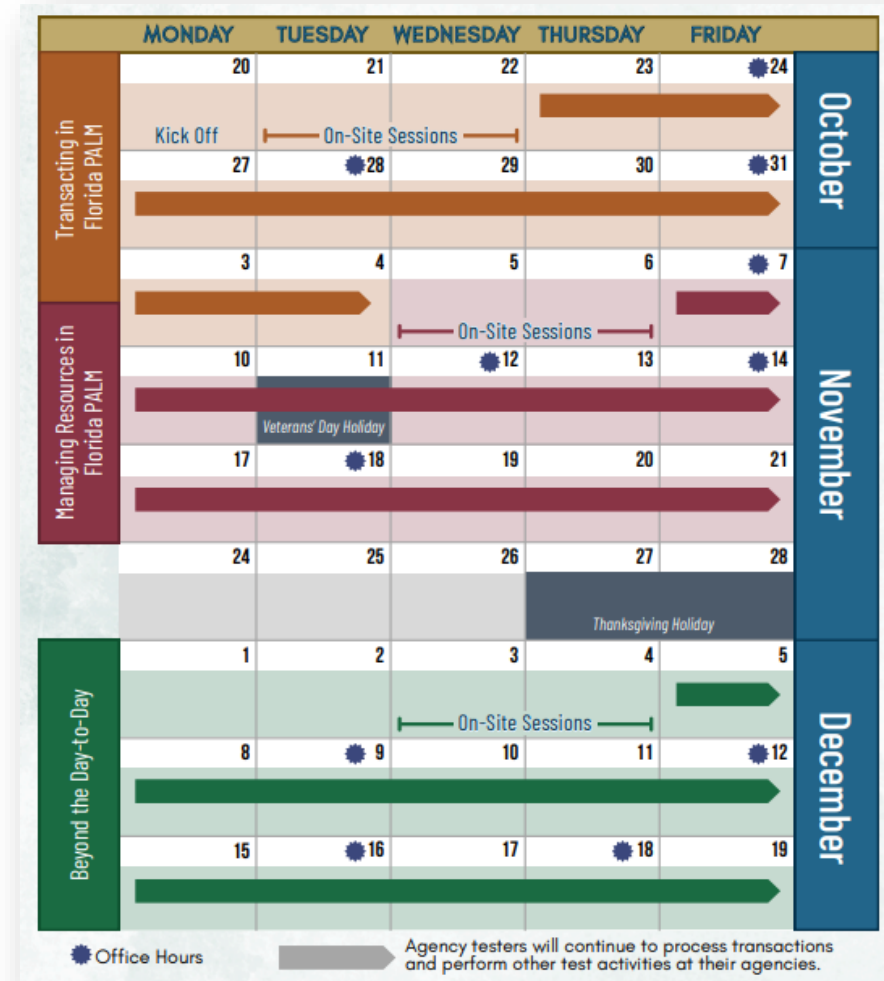 MONDAY TUESDAY WEDNESDAY THURSDAY FRIDAY
Transacting in
Florida PALM
20 21 22 23 24
Kick Off On-Site Sessions
27 28 29 30 31
October
3 4 5 6 7
On-Site Sessions
Managing Resources in
Florida PALM
10 11 12 13 14
Veterans' Day Holiday
17 18 19 20 21
24 25 26 27 28
Thanksgiving Holiday
November
Beyond the Day-to-Day
1 2 3 4 5
On-Site Sessions
8 9 10 11 12
15 16 17 18 19
December
Office Hours
Agency testers will continue to process transactions
and perform other test activities at their agencies.